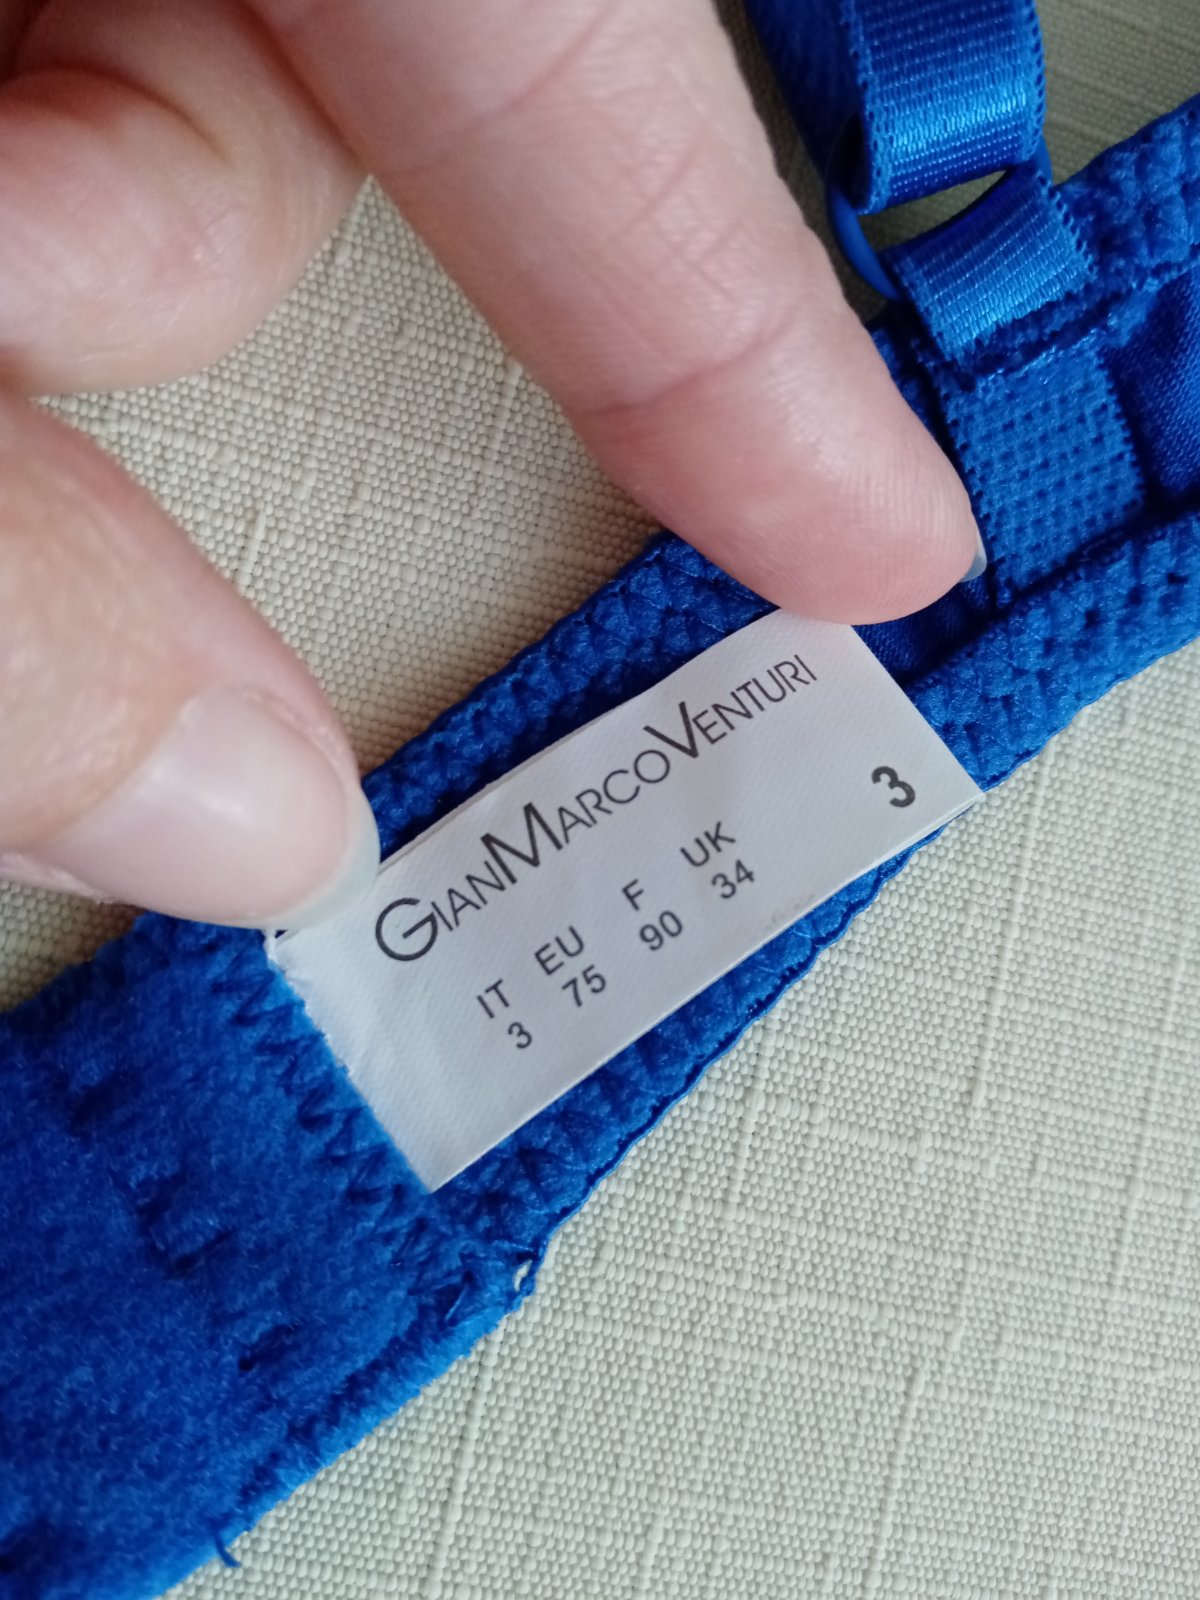 GIANMARCOVENTURI
IT EU F UK
3 75 90 34
3